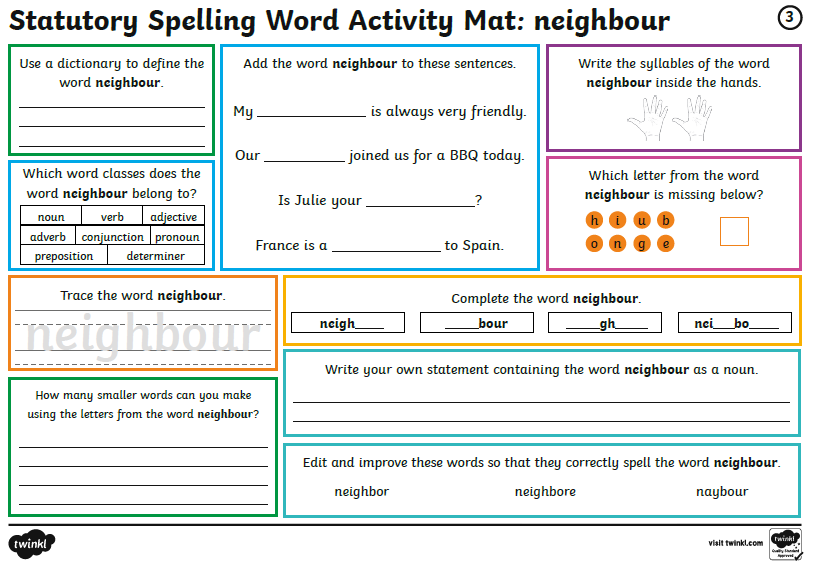 Statutory Spelling Word Activity Mat: neighbour
3
Use a dictionary to define the
word neighbour.
Add the word neighbour to these sentences.
My ____________ is always very friendly.
Our ____________ joined us for a BBQ today.
Is Julie your ____________?
France is a ____________ to Spain.
Write the syllables of the word
neighbour inside the hands.
Which word classes does the
word neighbour belong to?
noun verb adjective
adverb conjunction pronoun
preposition determiner
Which letter from the word
neighbour is missing below?
h i u b
o n g e
Trace the word neighbour.
neighbour
Complete the word neighbour.
neigh____ ____bour ____gh____ nei___bo____
Write your own statement containing the word neighbour as a noun.
How many smaller words can you make
using the letters from the word neighbour?
Edit and improve these words so that they correctly spell the word neighbour.
neighbor neighbore naybour
twinkl
visit twinkl.com
twinkl
Quality Standard
Approved